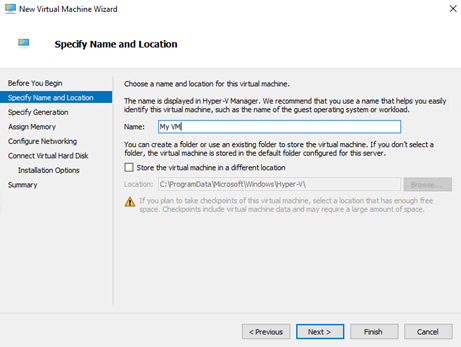 New Virtual Machine Wizard
Specify Name and Location
Before You Begin
Specify Name and Location
Specify Generation
Assign Memory
Configure Networking
Connect Virtual Hard Disk
Installation Options
Summary
Choose a name and location for this virtual machine.
The name is displayed in Hyper-V Manager. We recommend that you use a name that helps you easily
identify this virtual machine, such as the name of the guest operating system or workload.
Name: My VM
You can create a folder or use an existing folder to store the virtual machine. If you don't select a
folder, the virtual machine is stored in the default folder configured for this server.
Store the virtual machine in a different location
Location: C:\ProgramData\Microsoft\Windows\Hyper-V\ Browse...
If you plan to take checkpoints of this virtual machine, select a location that has enough free
space. Checkpoints include virtual machine data and may require a large amount of space.
< Previous Next > Finish Cancel